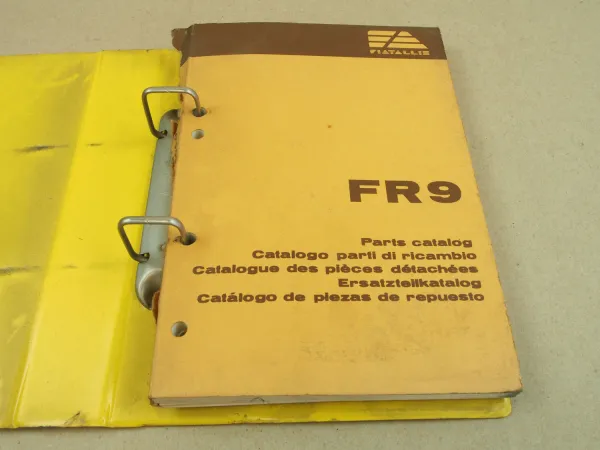 FIATALLIS
FR9
Parts catalog
Catalogo parti di ricambio
Catalogue des pièces détachées
Ersatzteilkatalog
Catálogo de piezas de repuesto